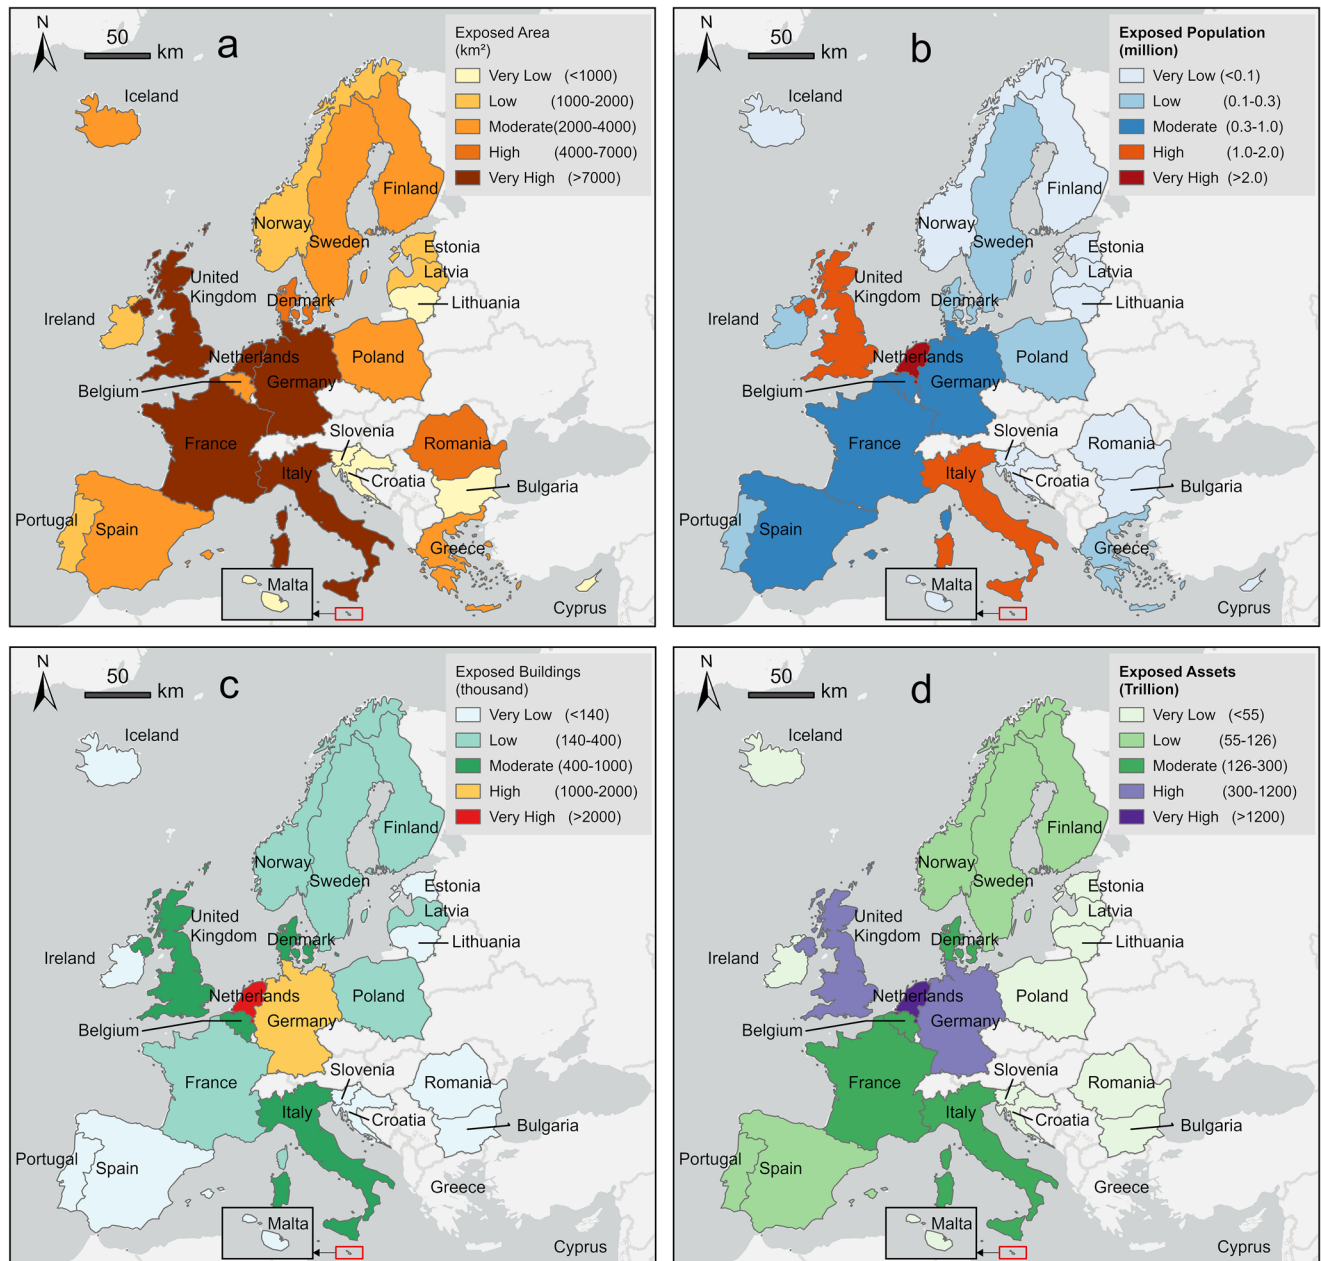 N
50
km
a
Exposed Area
(km²)
Very Low (<1000)
Low (1000-2000)
Moderate(2000-4000)
High (4000-7000)
Very High (>7000)
Iceland
Finland
Norway
Sweden
Estonia
Latvia
Lithuania
United
Kingdom
Denmark
Ireland
Netherlands
Poland
Belgium
Germany
Slovenia
France
Romania
Italy
Croatia
Bulgaria
Portugal
Spain
Greece
Malta
Cyprus
N
50
km
b
Exposed Population
(million)
Very Low (<0.1)
Low (0.1-0.3)
Moderate (0.3-1.0)
High (1.0-2.0)
Very High (>2.0)
Iceland
Finland
Norway
Sweden
Estonia
Latvia
Lithuania
United
Kingdom
Denmark
Ireland
Netherlands
Poland
Belgium
Germany
Slovenia
France
Romania
Italy
Croatia
Bulgaria
Portugal
Spain
Greece
Malta
Cyprus
N
50
km
c
Exposed Buildings
(thousand)
Very Low (<140)
Low (140-400)
Moderate (400-1000)
High (1000-2000)
Very High (>2000)
Iceland
Finland
Norway
Sweden
Estonia
Latvia
Lithuania
United
Kingdom
Denmark
Ireland
Netherlands
Poland
Belgium
Germany
Slovenia
France
Romania
Italy
Croatia
Bulgaria
Portugal
Spain
Greece
Malta
Cyprus
N
50
km
d
Exposed Assets
(Trillion)
Very Low (<55)
Low (55-126)
Moderate (126-300)
High (300-1200)
Very High (>1200)
Iceland
Finland
Norway
Sweden
Estonia
Latvia
Lithuania
United
Kingdom
Denmark
Ireland
Netherlands
Poland
Belgium
Germany
Slovenia
France
Romania
Italy
Croatia
Bulgaria
Portugal
Spain
Greece
Malta
Cyprus